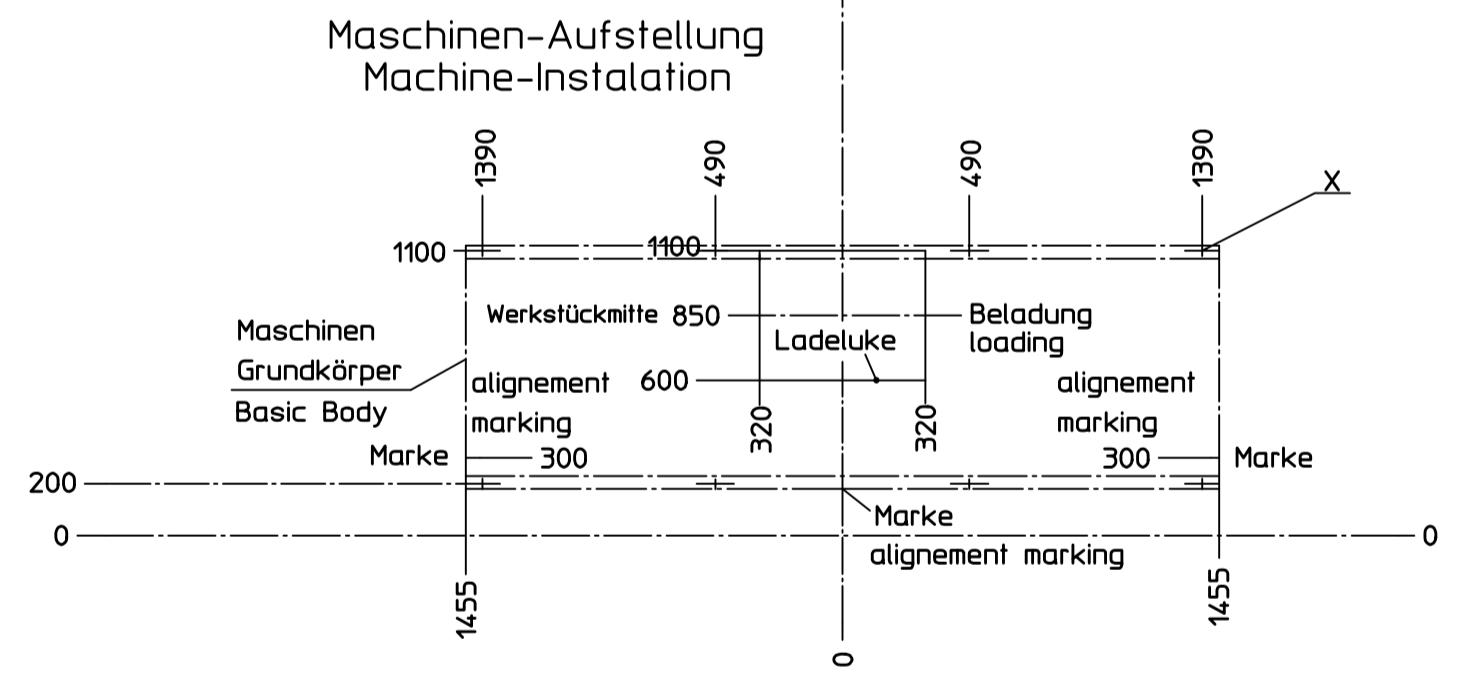 Maschinen-Aufstellung
Machine-Instalation
1390
490
490
1390
X
1100
1100
Werkstückmitte 850
Beladung
loading
Ladeluke
Maschinen
Grundkörper
Basic Body
alignement
marking
600
alignement
marking
320
320
Marke
300
300
Marke
200
Marke
alignement marking
0
0
1455
1455
0